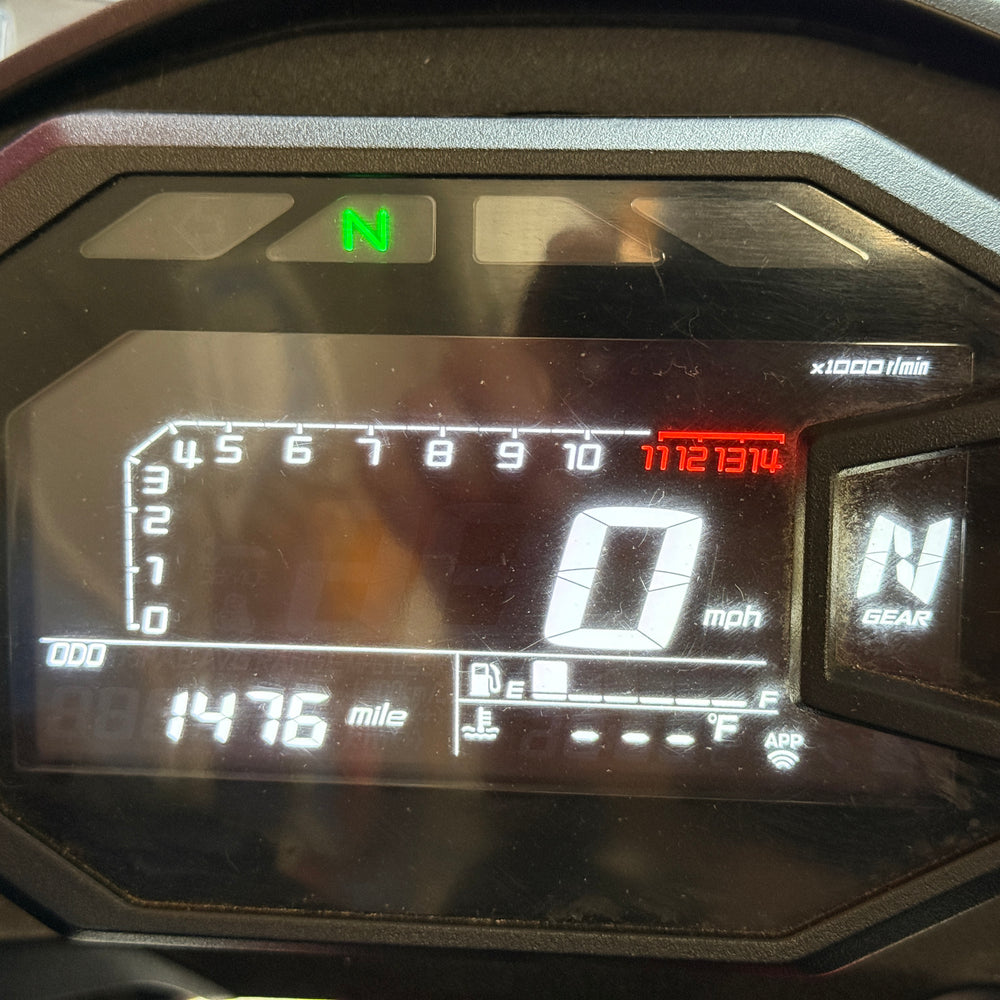 N
x1000 r/min
4 5 6 7 8 9 10 11 12 13 14
3
2
1
0
0 mph
N
GEAR
ODO
1476 mile
E F
--- °F
APP